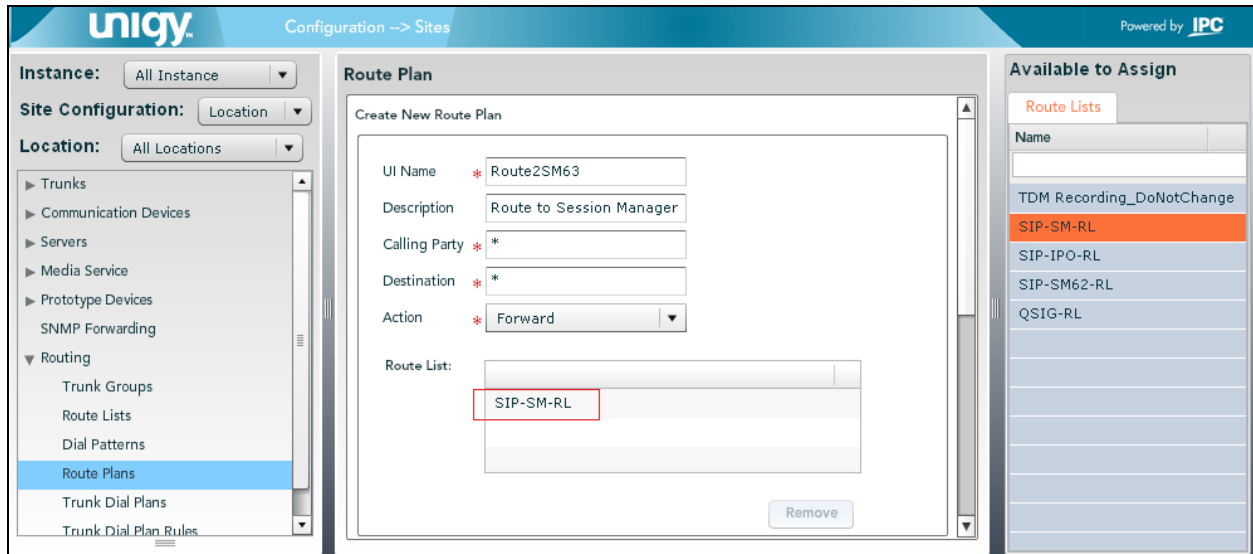 unigy™
Configuration --> Sites
Powered by IPC
Instance: All Instance
Site Configuration: Location
Location: All Locations
Trunks
Communication Devices
Servers
Media Service
Prototype Devices
SNMP Forwarding
Routing
Trunk Groups
Route Lists
Dial Patterns
Route Plans
Trunk Dial Plans
Trunk Dial Plan Rules
Route Plan
Create New Route Plan
UI Name * Route2SM63
Description Route to Session Manager
Calling Party * *
Destination * *
Action * Forward
Route List:
SIP-SM-RL
Remove
Available to Assign
Route Lists
Name
TDM Recording_DoNotChange
SIP-SM-RL
SIP-IPO-RL
SIP-SM62-RL
QSIG-RL